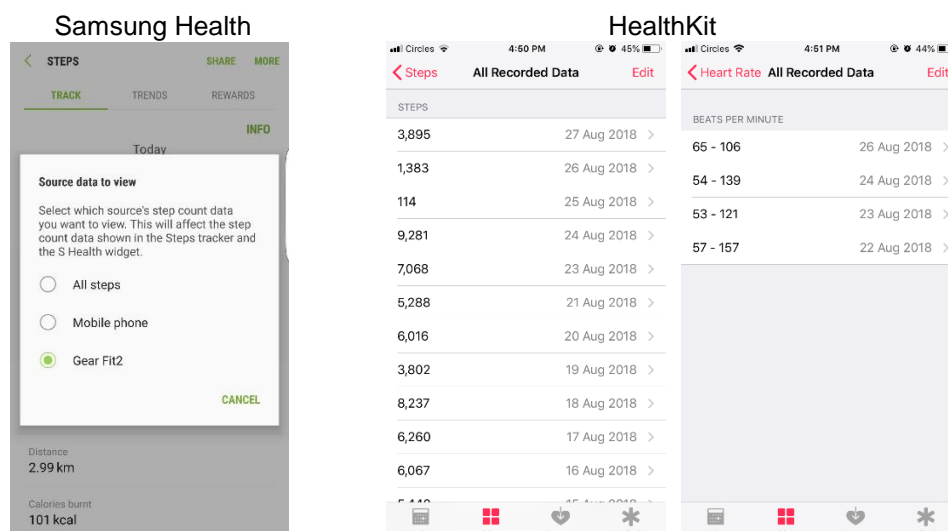 Samsung Health
HealthKit
STEPS SHARE MORE
TRACK TRENDS REWARDS
INFO
Today
Source data to view
Select which source's step count data
you want to view. This will affect the step
count data shown in the Steps tracker and
the S Health widget.
All steps
Mobile phone
Gear Fit2
CANCEL
Distance
2.99 km
Calories burnt
101 kcal
Circles 4:50 PM 45%
Steps All Recorded Data Edit
STEPS
3,895 27 Aug 2018
1,383 26 Aug 2018
114 25 Aug 2018
9,281 24 Aug 2018
7,068 23 Aug 2018
5,288 21 Aug 2018
6,016 20 Aug 2018
3,802 19 Aug 2018
8,237 18 Aug 2018
6,260 17 Aug 2018
6,067 16 Aug 2018
Circles 4:51 PM 44%
Heart Rate All Recorded Data Edit
BEATS PER MINUTE
65 - 106 26 Aug 2018
54 - 139 24 Aug 2018
53 - 121 23 Aug 2018
57 - 157 22 Aug 2018